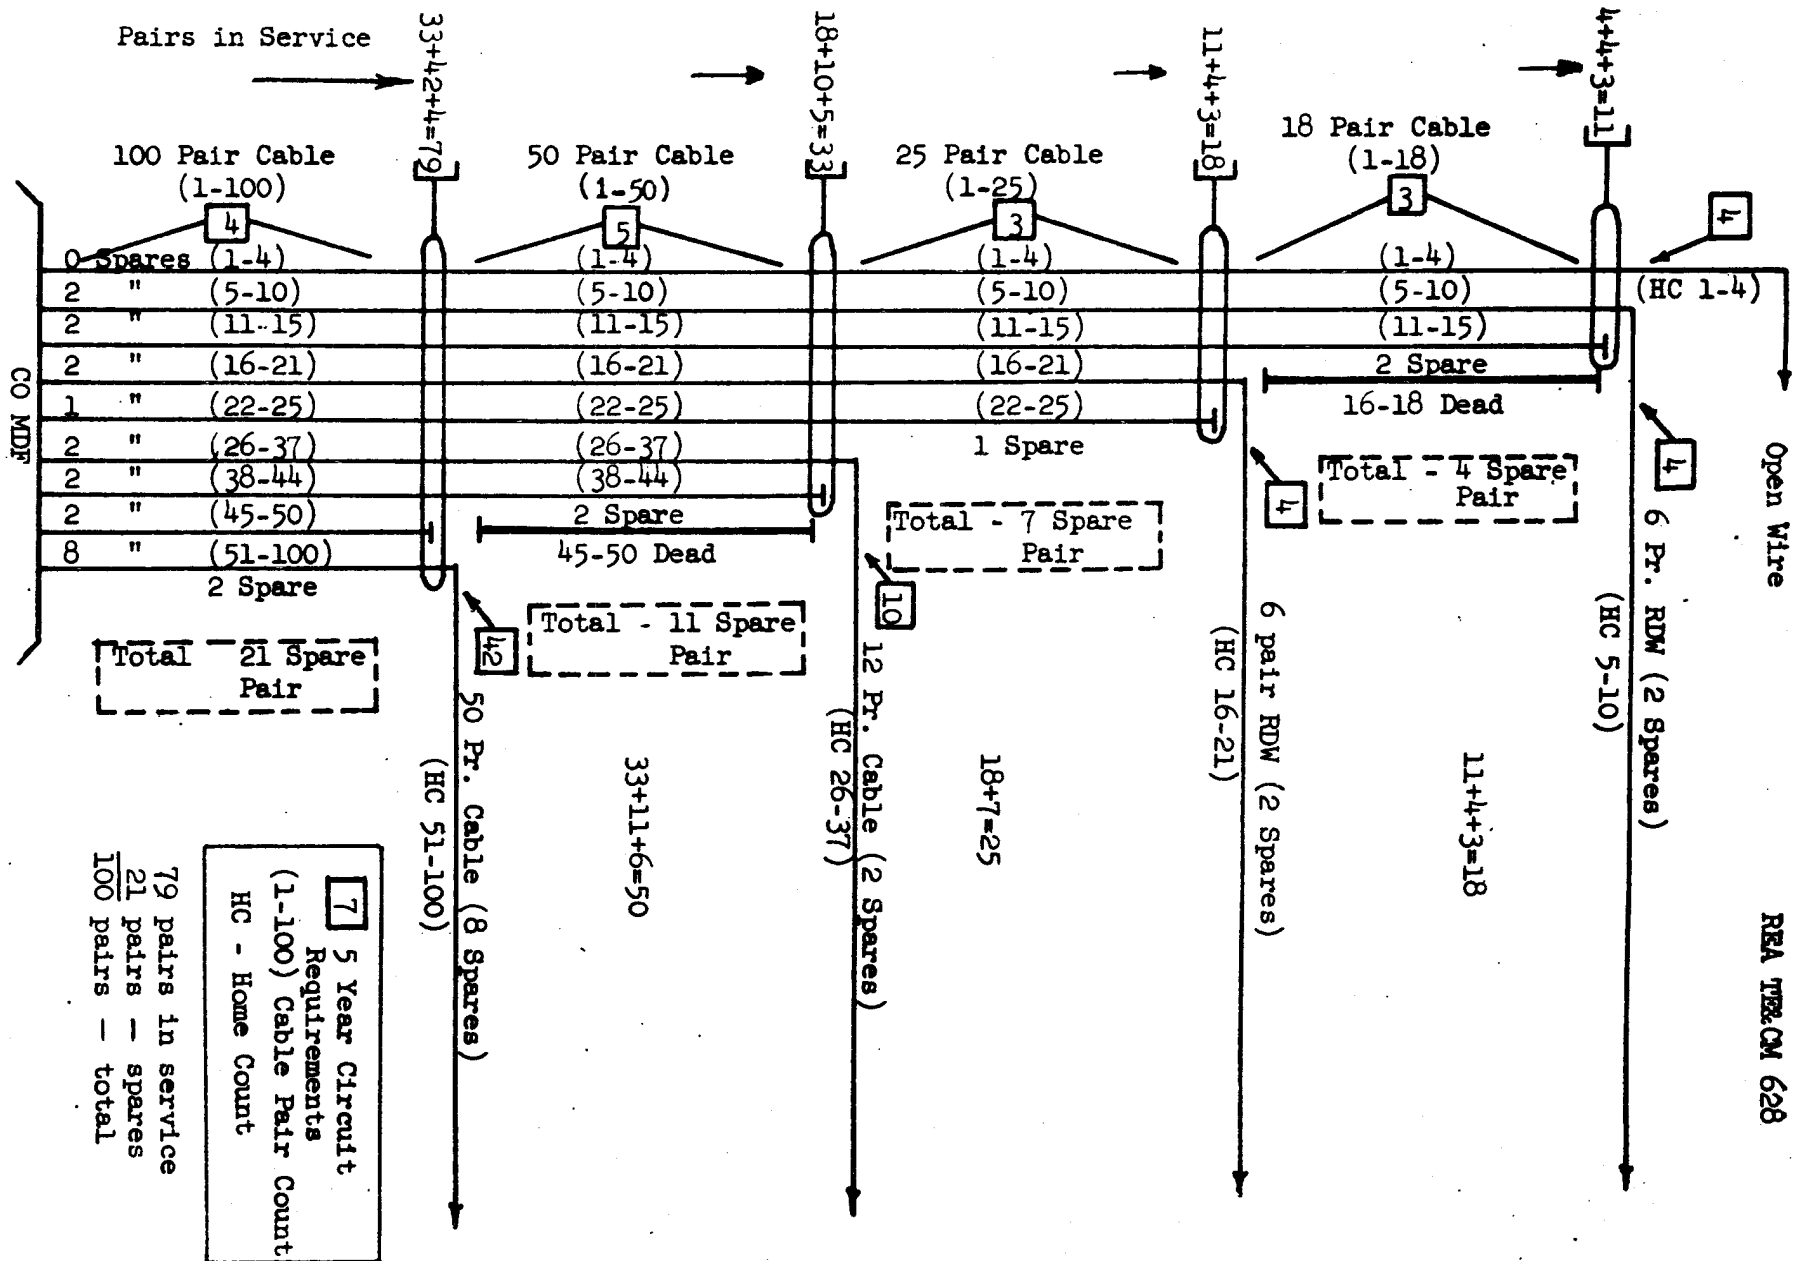 Pairs in Service
33+42+4=79
18+10+5=33
11+4+3=18
4+4+3=11
100 Pair Cable
(1-100)
4
50 Pair Cable
(1-50)
5
25 Pair Cable
(1-25)
3
18 Pair Cable
(1-18)
3
4
0 Spares (1-4) (1-4) (1-4) (1-4)
(HC 1-4)
2 " (5-10) (5-10) (5-10) (5-10)
2 " (11-15) (11-15) (11-15) (11-15)
2 " (16-21) (16-21) (16-21) 2 Spare
1 " (22-25) (22-25) (22-25) 16-18 Dead
2 " (26-37) (26-37) 1 Spare
2 " (38-44) (38-44)
2 " (45-50) 2 Spare
8 " (51-100) 45-50 Dead
2 Spare
CO MDF
Total 21 Spare
Pair
Total - 11 Spare
Pair
Total - 7 Spare
Pair
Total - 4 Spare
Pair
42
10
4
4
50 Pr. Cable (8 Spares)
(HC 51-100)
12 Pr. Cable (2 Spares)
(HC 26-37)
6 pair RDW (2 Spares)
(HC 16-21)
6 Pr. RDW (2 Spares)
(HC 5-10)
Open Wire
33+11+6=50
18+7=25
11+4+3=18
7 5 Year Circuit
Requirements
(1-100) Cable Pair Count
HC - Home Count
79 pairs in service
21 pairs - spares
100 pairs - total
REA TE&CM 628